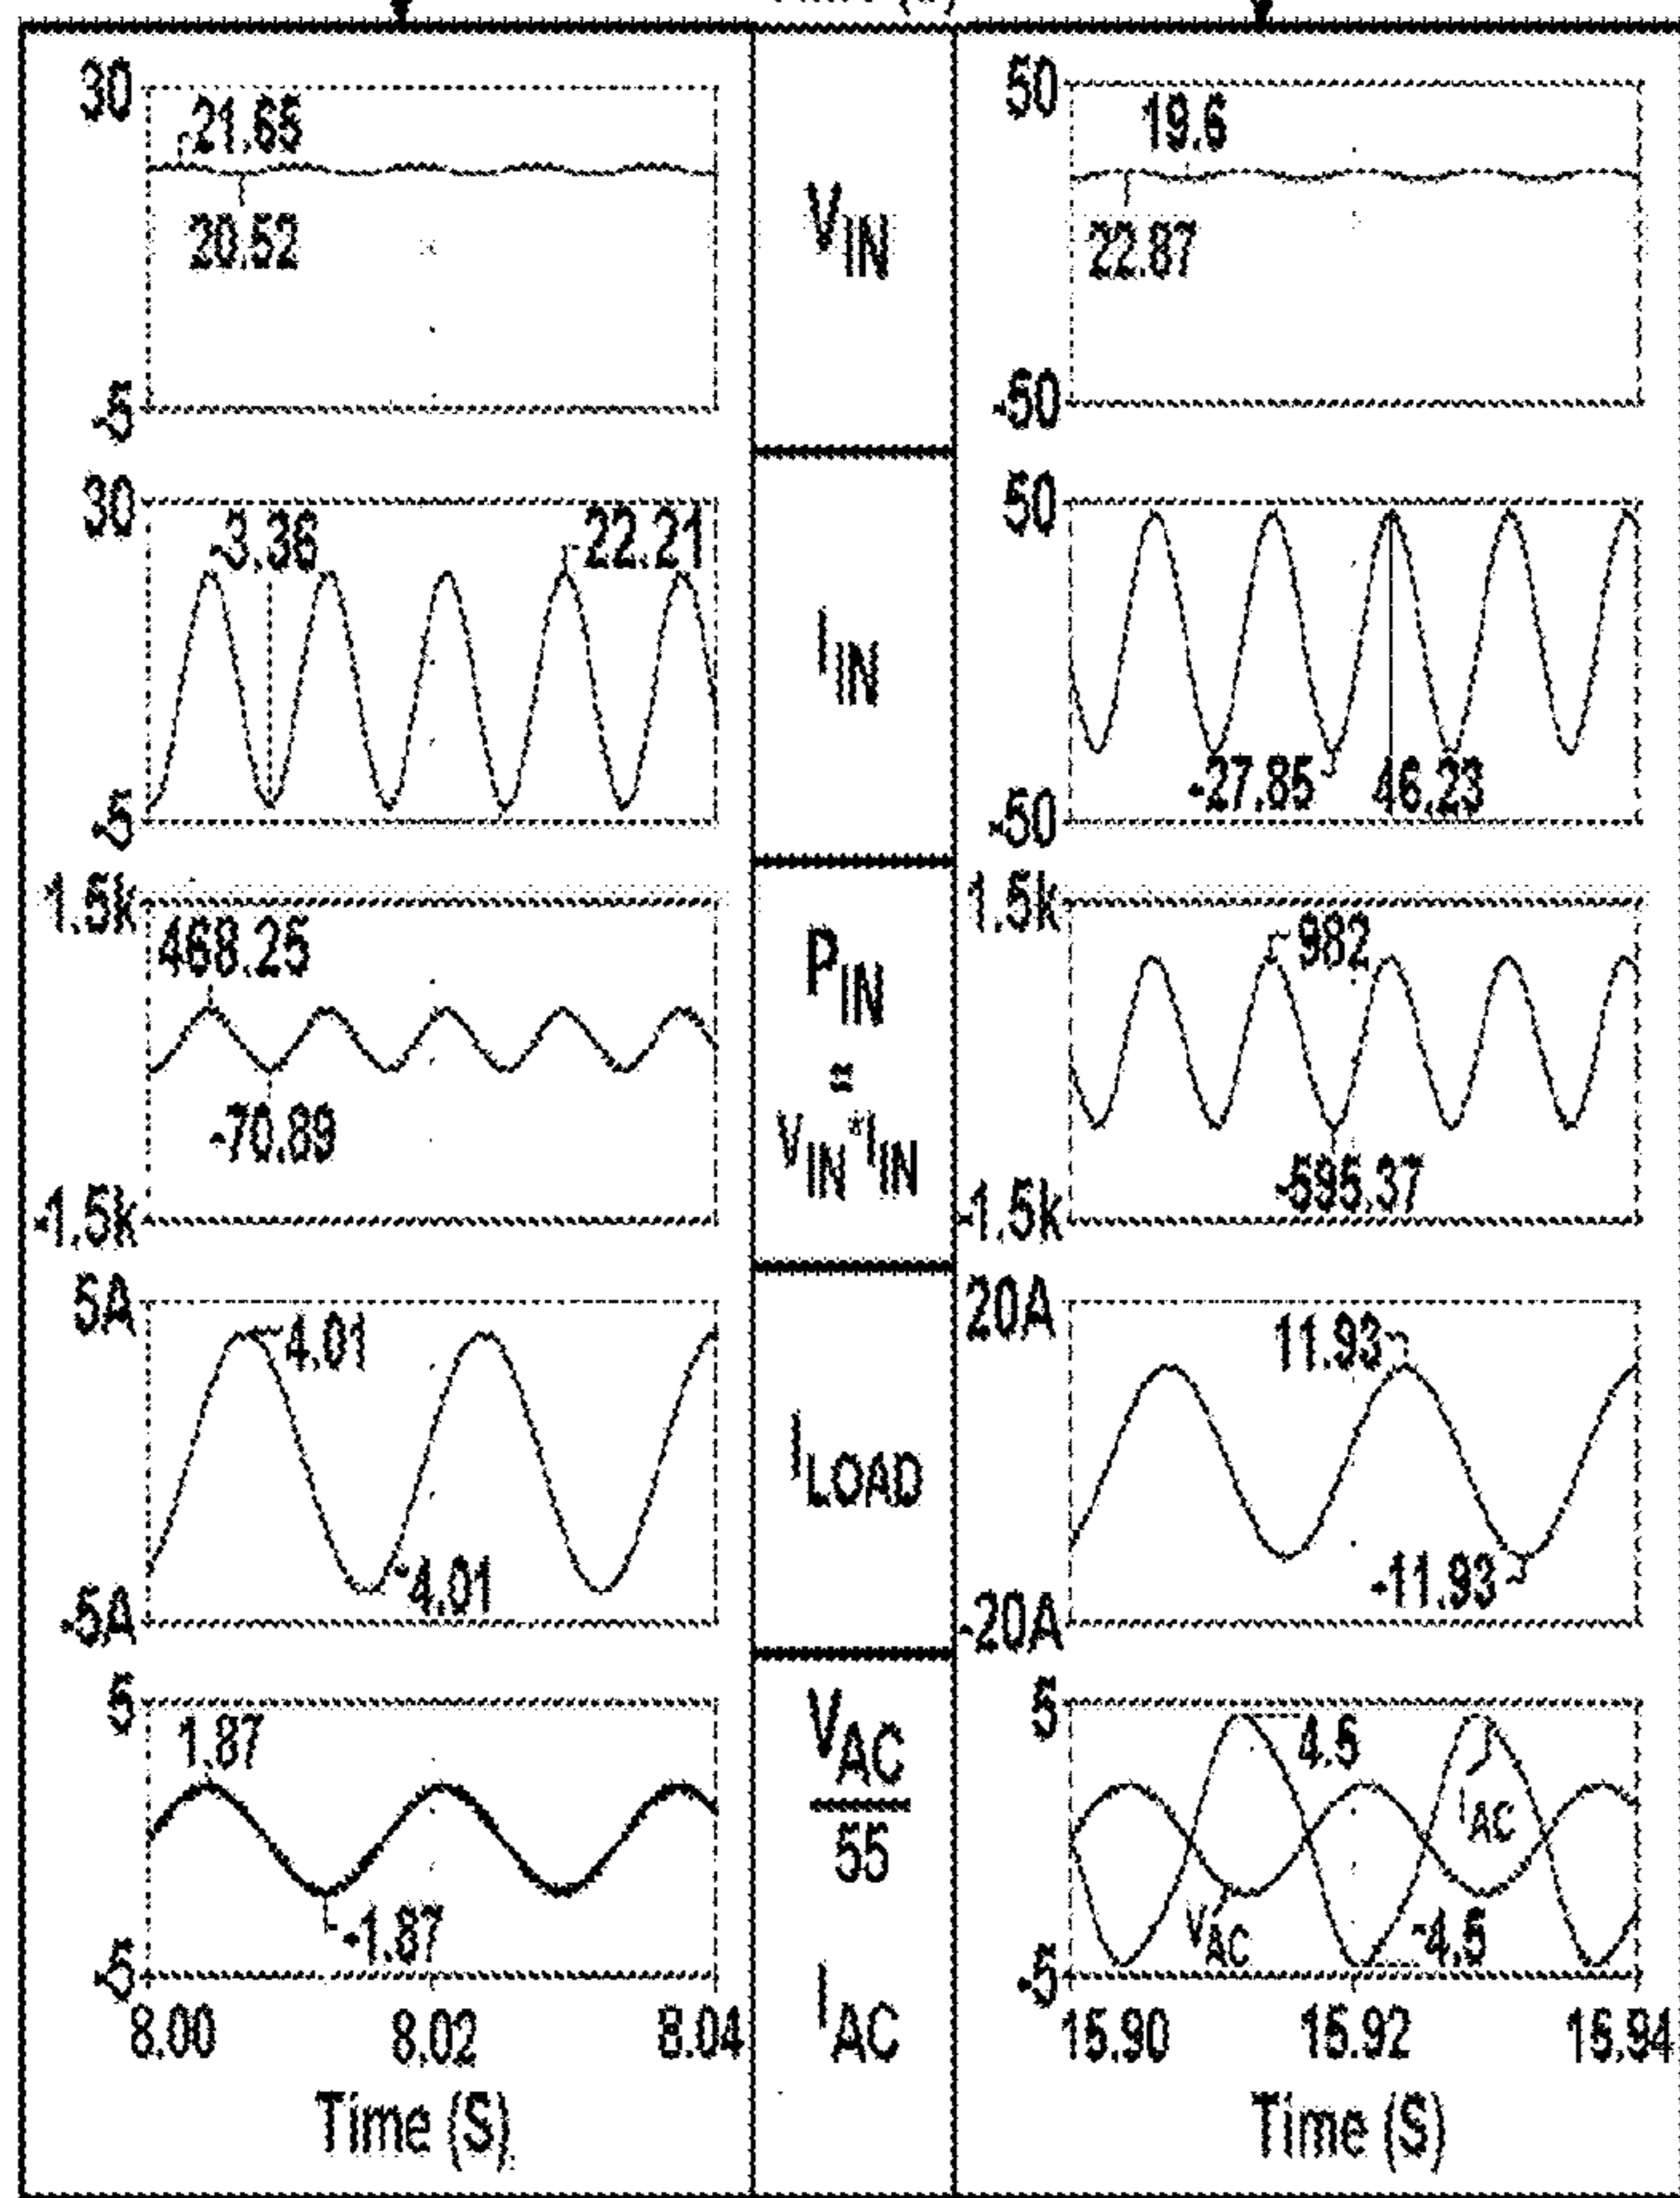 30
21.65
20.52
-5
V_IN
50
19.6
22.87
-50
30
-3.36
22.21
-5
I_IN
50
-27.85
46.23
-50
1.5k
468.25
-70.89
-1.5k
P_IN
=
V_IN*I_IN
1.5k
982
-595.37
-1.5k
5A
4.01
-4.01
-5A
I_LOAD
20A
11.93
-11.93
-20A
5
1.87
-1.87
-5
8.00 8.02 8.04
Time (S)
V_AC
55
I_AC
5
4.5
I_AC
V_AC
-4.5
-5
15.90 15.92 15.94
Time (S)